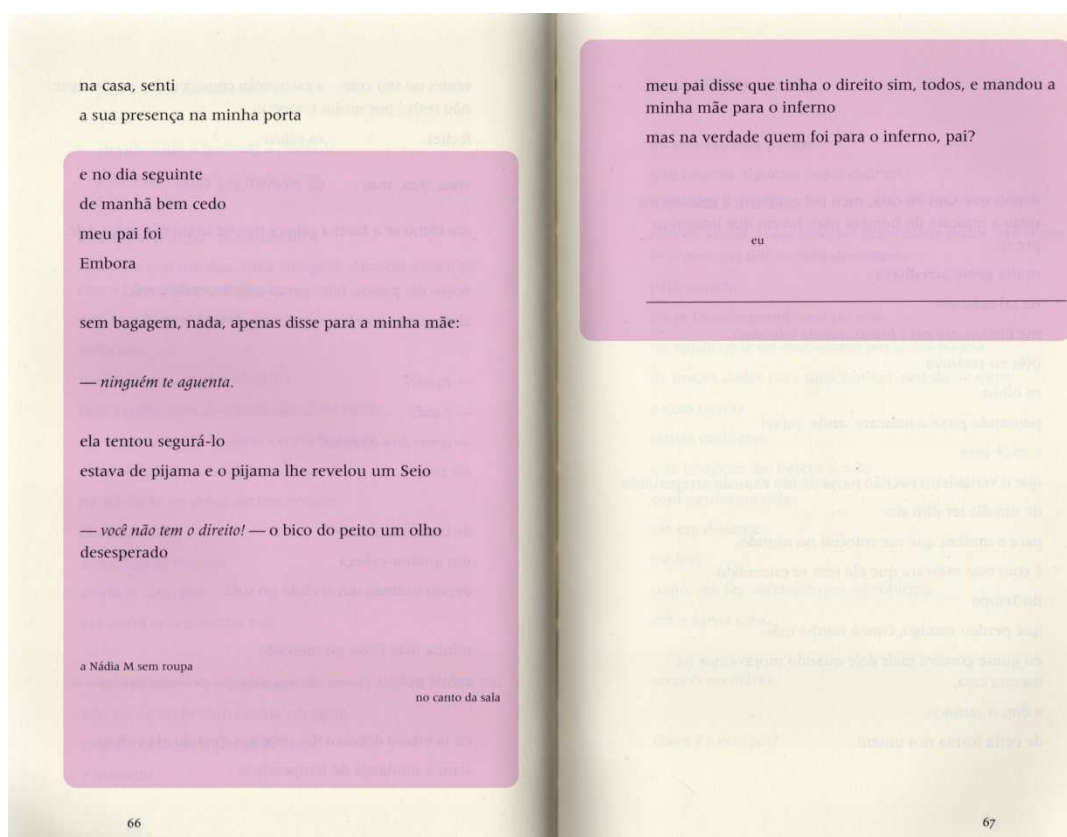 na casa, senti
a sua presença na minha porta
e no dia seguinte
de manhã bem cedo
meu pai foi
Embora
sem bagagem, nada, apenas disse para a minha mãe:
— ninguém te aguenta.
ela tentou segurá-lo
estava de pijama e o pijama lhe revelou um Seio
— você não tem o direito! — o bico do peito um olho
desesperado
a Nádia M sem roupa
no canto da sala
66
meu pai disse que tinha o direito sim, todos, e mandou a
minha mãe para o inferno
mas na verdade quem foi para o inferno, pai?
eu
67